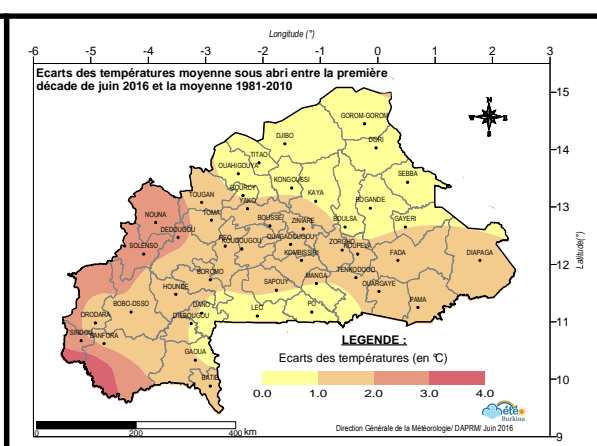 Longitude (°)
-6 -5 -4 -3 -2 -1 0 1 2 3
Ecarts des températures moyenne sous abri entre la première
décade de juin 2016 et la moyenne 1981-2010
N
W E
S
15
GOROM-GOROM
DJIBO
DORI
14
TITAO
OUAHIGOUYA
SEBBA
KONGOUSSI
GOURCY
KAYA
TOUGAN
YAKO
BOGANDE
13
NOUNA
TOMA
BOUSSE
ZINIARE
BOULSA
GAYERI
DEDOUGOU
REO
OUAGADOUGOU
SOLENSO
KOUDOUGOU
ZORGHO
KOUPELA
FADA
DIAPAGA
KOMBISSIRI
12
Latitude(°)
BOROMO
TENKODOGO
HOUNDE
SAPOUY
MANGA
OUARGAYE
BOBO-DSSO
DANO
LEO
PO
PAMA
ORODARA
DIEBOUGOU
11
SINDOU
BANFORA
LEGENDE :
GAOUA
Ecarts des températures (en °C)
BATIE
10
0.0 1.0 2.0 3.0 4.0
météo
Burkina
0 200 400 km
Direction Générale de la Météorologie/ DAPRM/ Juin 2016
9